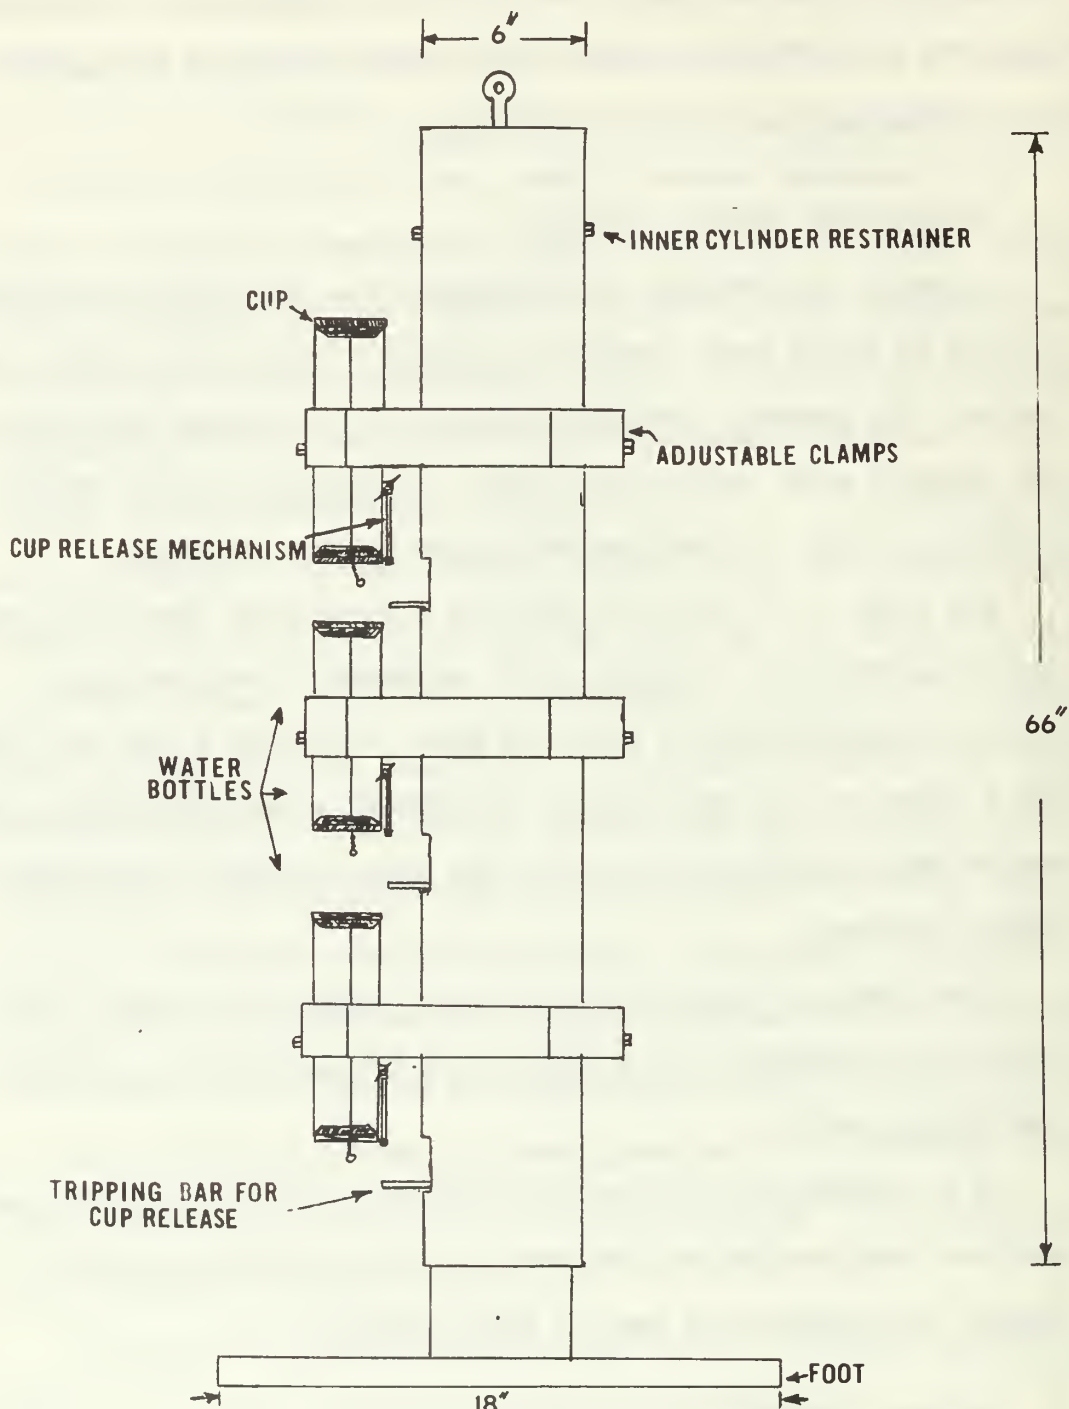 6"
INNER CYLINDER RESTRAINER
CUP
ADJUSTABLE CLAMPS
CUP RELEASE MECHANISM
66"
WATER
BOTTLES
TRIPPING BAR FOR
CUP RELEASE
FOOT
18"